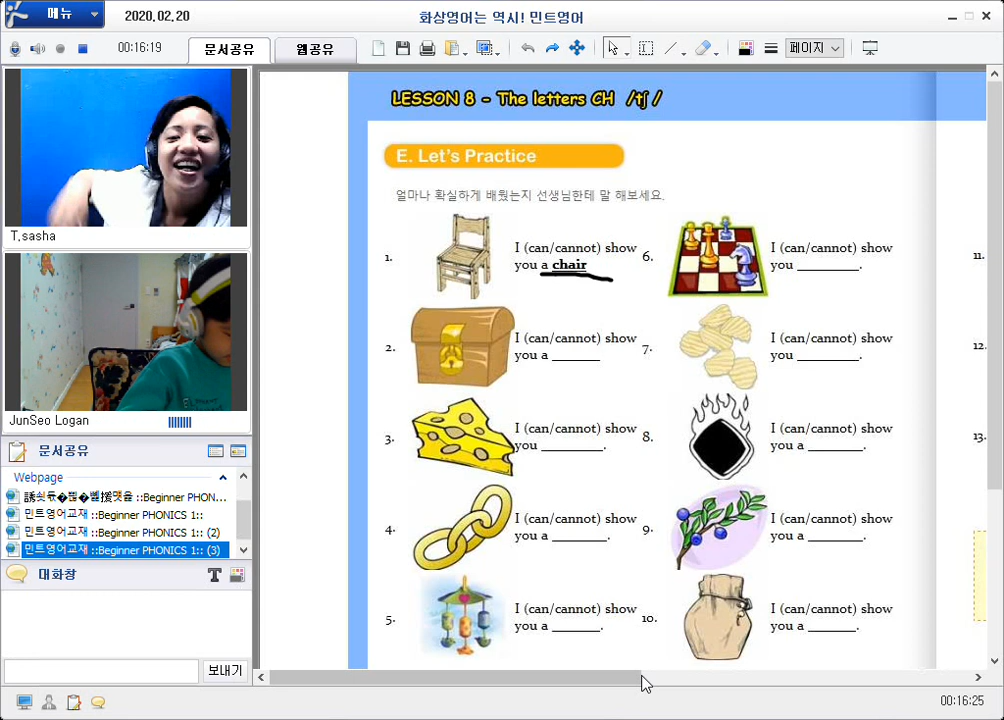 메뉴
2020,02,20
화상영어는 역시! 민트영어
00:16:19
문서공유
웹공유
페이지
T.sasha
JunSeo Logan
문서공유
Webpage
::Beginner PHON...
민트영어교재 ::Beginner PHONICS 1::
민트영어교재 ::Beginner PHONICS 1:: (2)
민트영어교재 ::Beginner PHONICS 1:: (3)
대화창
T
보내기
LESSON 8 - The letters CH /tʃ /
E. Let's Practice
얼마나 확실하게 배웠는지 선생님한테 말 해보세요.
1.
I (can/cannot) show
you a chair
2.
I (can/cannot) show
you a _______
3.
I (can/cannot) show
you _________.
4.
I (can/cannot) show
you a ________.
5.
I (can/cannot) show
you a _______.
6.
I (can/cannot) show
you _________.
7.
I (can/cannot) show
you _________.
8.
I (can/cannot) show
you a ________.
9.
I (can/cannot) show
you a ________.
10.
I (can/cannot) show
you a _______.
11.
12.
13.
00:16:25